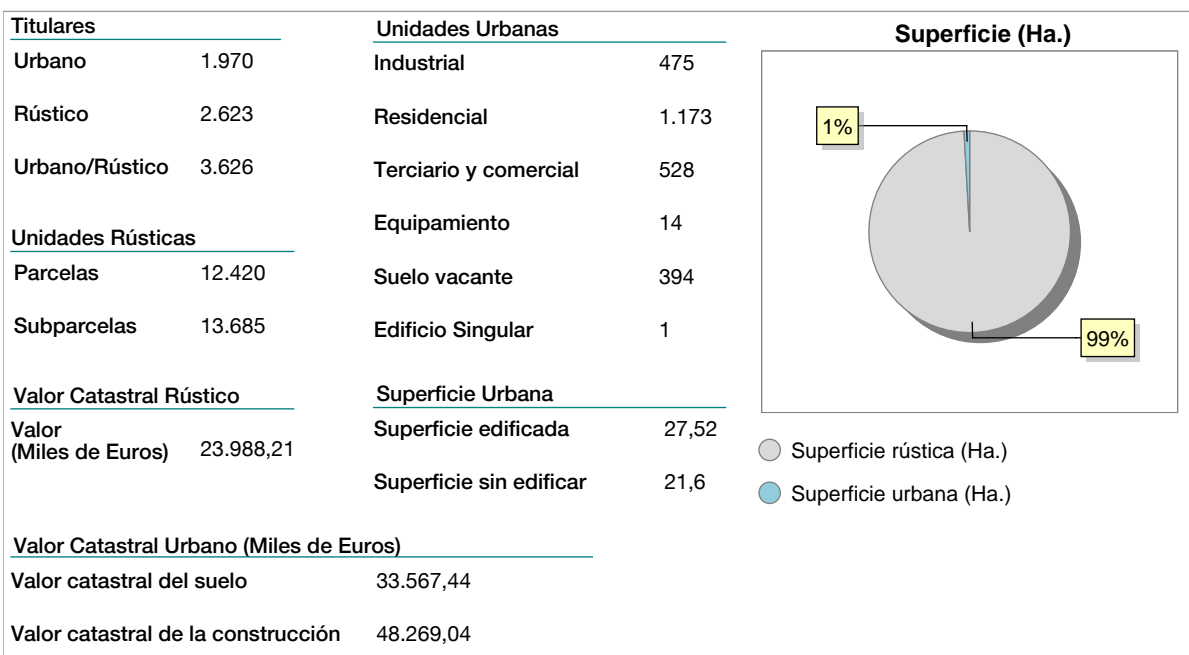 Titulares
Urbano 1.970
Rústico 2.623
Urbano/Rústico 3.626
Unidades Rústicas
Parcelas 12.420
Subparcelas 13.685
Valor Catastral Rústico
Valor
(Miles de Euros) 23.988,21
Unidades Urbanas
Industrial 475
Residencial 1.173
Terciario y comercial 528
Equipamiento 14
Suelo vacante 394
Edificio Singular 1
Superficie Urbana
Superficie edificada 27,52
Superficie sin edificar 21,6
Valor Catastral Urbano (Miles de Euros)
Valor catastral del suelo 33.567,44
Valor catastral de la construcción 48.269,04
Superficie (Ha.)
1%
99%
Superficie rústica (Ha.)
Superficie urbana (Ha.)